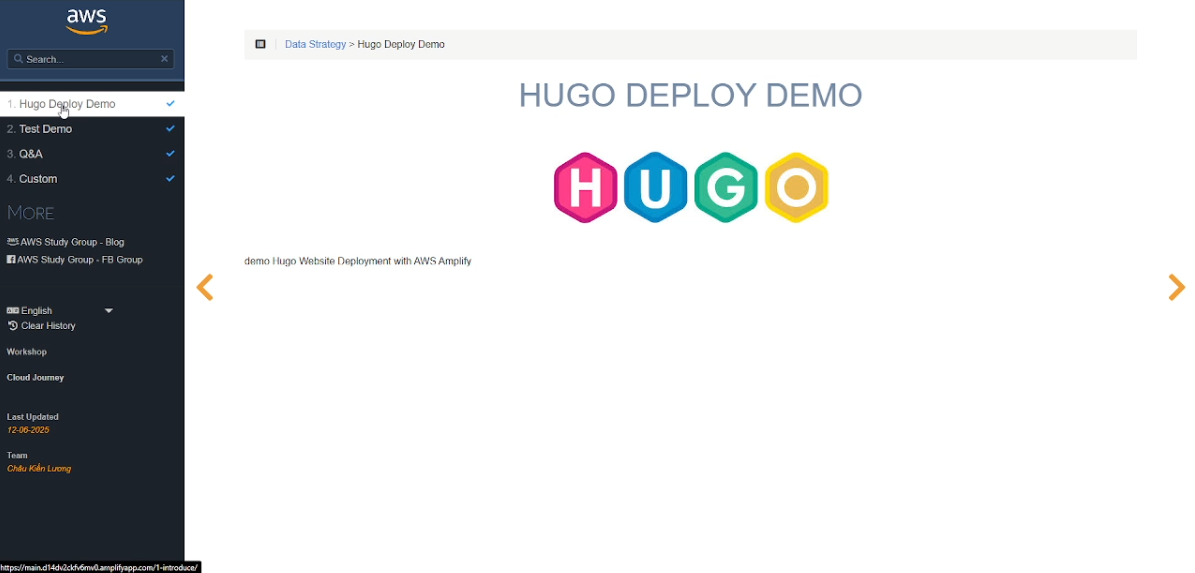 aws
Search...
1. Hugo Deploy Demo
2. Test Demo
3. Q&A
4. Custom
MORE
aws AWS Study Group - Blog
AWS Study Group - FB Group
English
Clear History
Workshop
Cloud Journey
Last Updated
12-06-2025
Team
Châu Kiến Lương
https://main.d14dv2ckfv6mv0.amplifyapp.com/1-introduce/
Data Strategy > Hugo Deploy Demo
HUGO DEPLOY DEMO
HUGO
demo Hugo Website Deployment with AWS Amplify